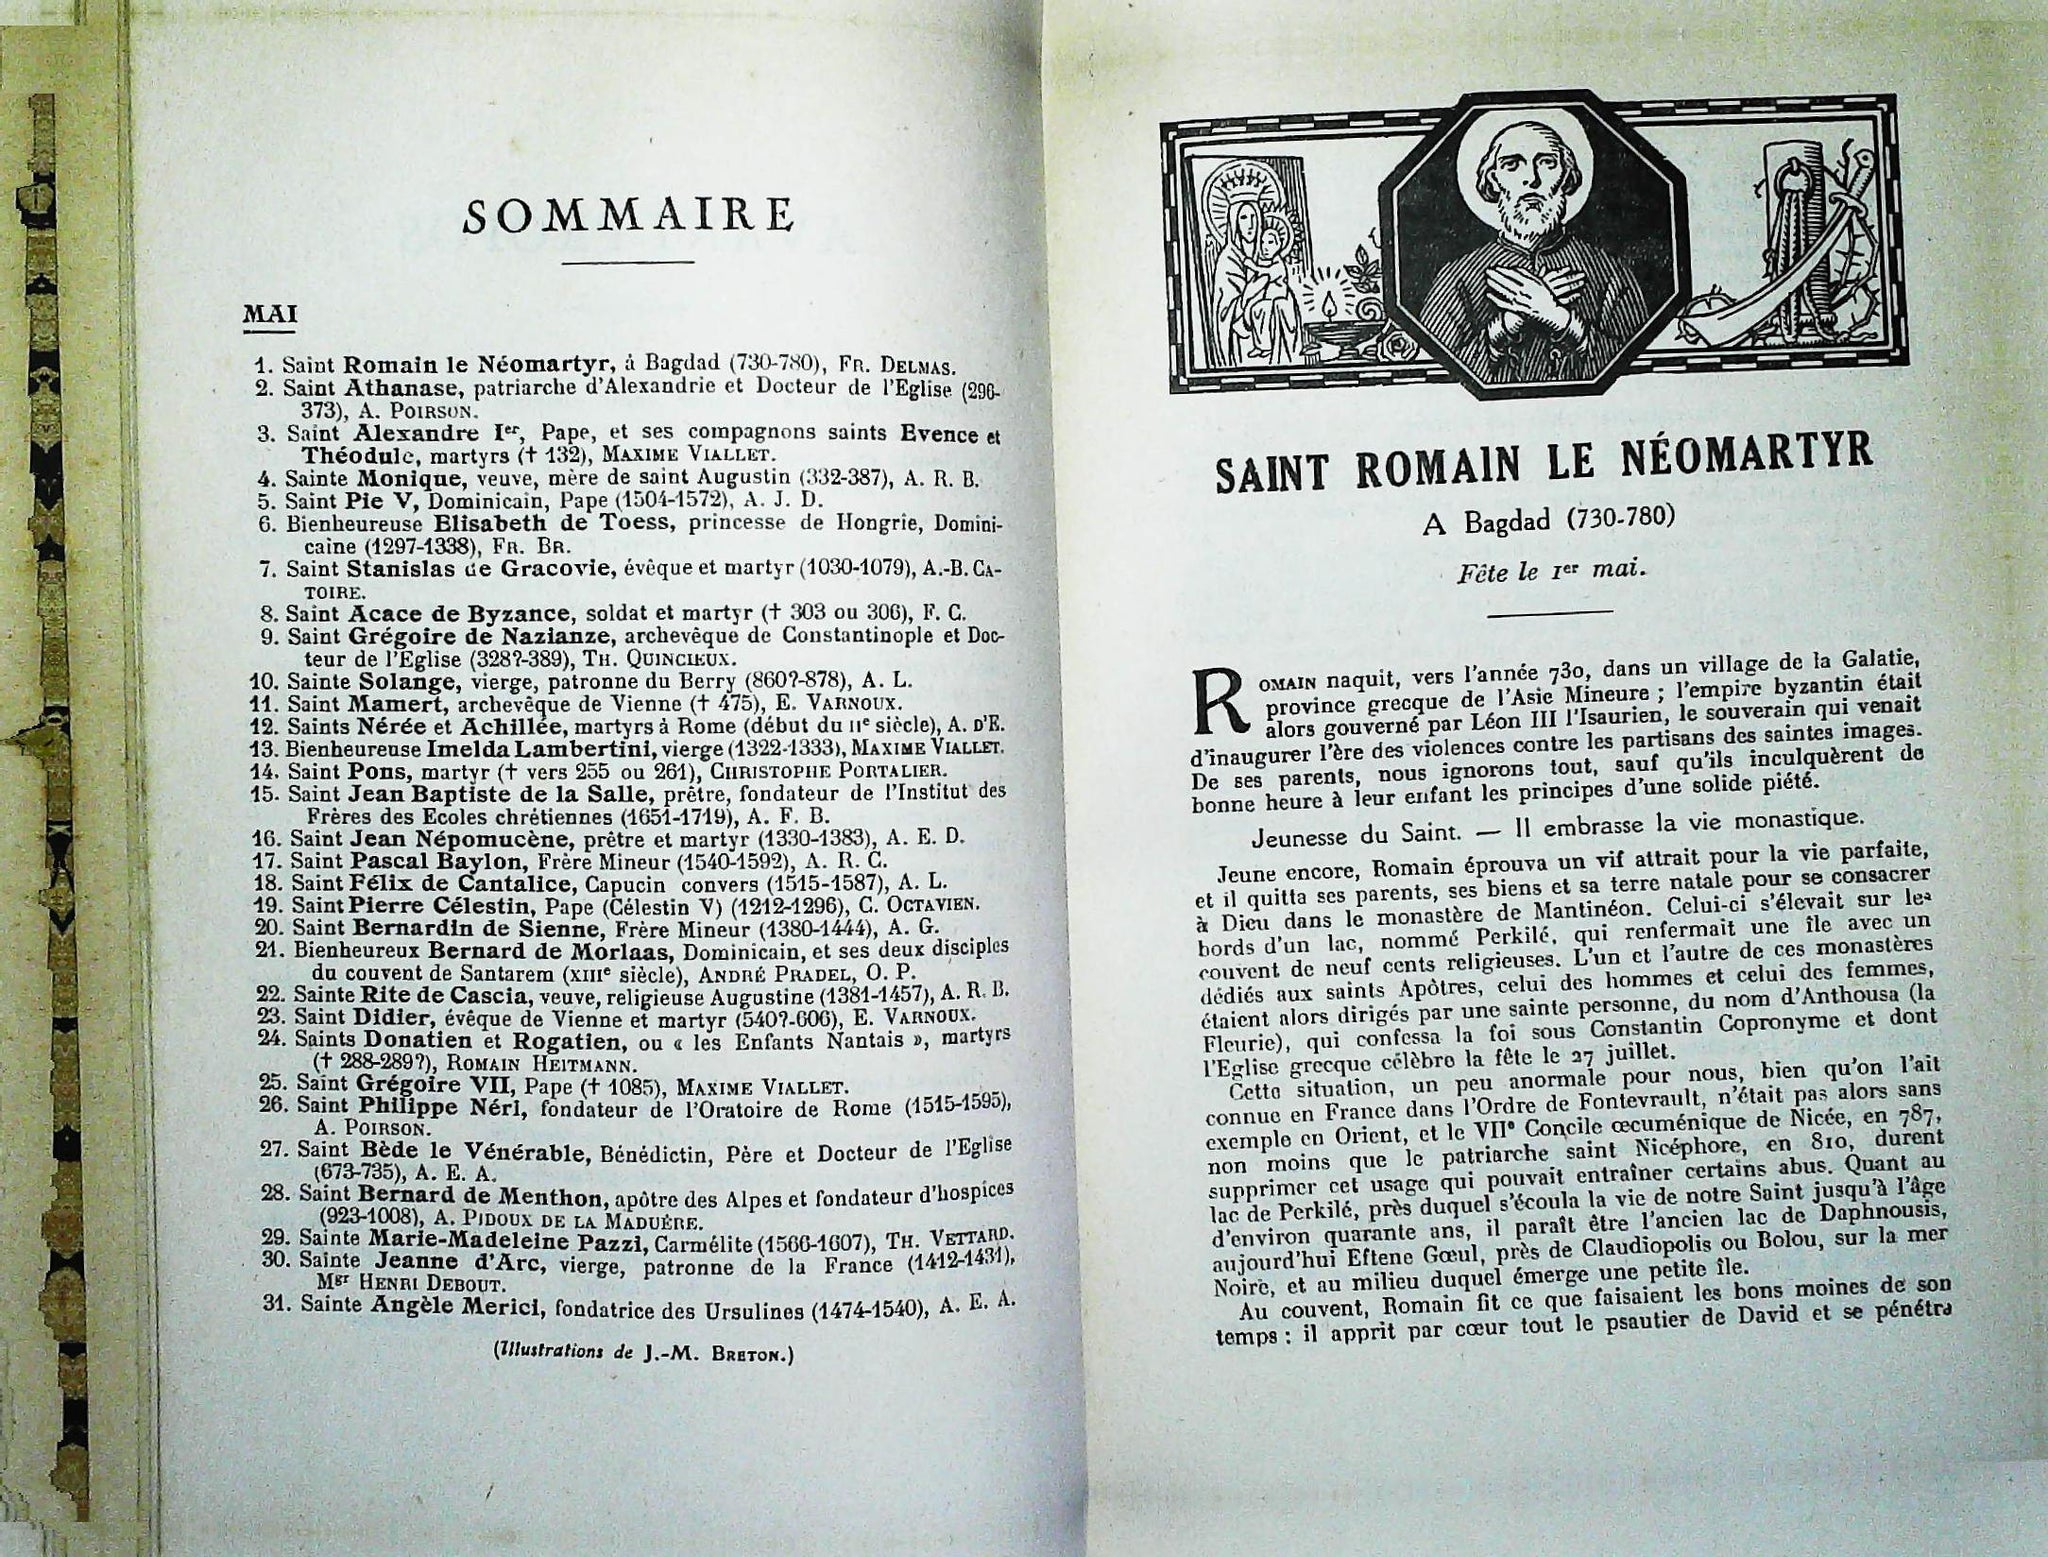 SOMMAIRE
MAI
1. Saint Romain le Néomartyr, à Bagdad (730-780), FR. DELMAS.
2. Saint Athanase, patriarche d'Alexandrie et Docteur de l'Eglise (296-
373), A. POIRSON.
3. Saint Alexandre Ier, Pape, et ses compagnons saints Evence et
Théodule, martyrs († 132), MAXIME VIALLET.
4. Sainte Monique, veuve, mère de saint Augustin (332-387), A. R. B.
5. Saint Pie V, Dominicain, Pape (1504-1572), A. J. D.
6. Bienheureuse Elisabeth de Toess, princesse de Hongrie, Domini-
caine (1297-1338), FR. BR.
7. Saint Stanislas de Gracovie, évêque et martyr (1030-1079), A.-B. CA-
TOIRE.
8. Saint Acace de Byzance, soldat et martyr († 303 ou 306), F. C.
9. Saint Grégoire de Nazianze, archevêque de Constantinople et Doc-
teur de l'Eglise (328?-389), TH. QUINCIEUX.
10. Sainte Solange, vierge, patronne du Berry (860?-878), A. L.
11. Saint Mamert, archevêque de Vienne († 475), E. VARNOUX.
12. Saints Nérée et Achillée, martyrs à Rome (début du IIe siècle), A. D'E.
13. Bienheureuse Imelda Lambertini, vierge (1322-1333), MAXIME VIALLET.
14. Saint Pons, martyr († vers 255 ou 261), CHRISTOPHE PORTALIER.
15. Saint Jean Baptiste de la Salle, prêtre, fondateur de l'Institut des
Frères des Ecoles chrétiennes (1651-1719), A. F. B.
16. Saint Jean Népomucène, prêtre et martyr (1330-1383), A. E. D.
17. Saint Pascal Baylon, Frère Mineur (1540-1592), A. R. C.
18. Saint Félix de Cantalice, Capucin convers (1515-1587), A. L.
19. Saint Pierre Célestin, Pape (Célestin V) (1212-1296), C. OCTAVIEN.
20. Saint Bernardin de Sienne, Frère Mineur (1380-1444), A. G.
21. Bienheureux Bernard de Morlaas, Dominicain, et ses deux disciples
du couvent de Santarem (XIIIe siècle), ANDRÉ PRADEL, O. P.
22. Sainte Rite de Cascia, veuve, religieuse Augustine (1381-1457), A. R. B.
23. Saint Didier, évêque de Vienne et martyr (540?-606), E. VARNOUX.
24. Saints Donatien et Rogatien, ou « les Enfants Nantais », martyrs
(† 288-289?), ROMAIN HEITMANN.
25. Saint Grégoire VII, Pape († 1085), MAXIME VIALLET.
26. Saint Philippe Néri, fondateur de l'Oratoire de Rome (1515-1595),
A. POIRSON.
27. Saint Bède le Vénérable, Bénédictin, Père et Docteur de l'Eglise
(673-735), A. E. A.
28. Saint Bernard de Menthon, apôtre des Alpes et fondateur d'hospices
(923-1008), A. PIDOUX DE LA MADUÈRE.
29. Sainte Marie-Madeleine Pazzi, Carmélite (1566-1607), TH. VETTARD.
30. Sainte Jeanne d'Arc, vierge, patronne de la France (1412-1431),
Mgr HENRI DEBOUT.
31. Sainte Angèle Merici, fondatrice des Ursulines (1474-1540), A. E. A.
(Illustrations de J.-M. BRETON.)
SAINT ROMAIN LE NÉOMARTYR
A Bagdad (730-780)
Fête le 1er mai.
ROMAIN naquit, vers l'année 730, dans un village de la Galatie,
province grecque de l'Asie Mineure ; l'empire byzantin était
alors gouverné par Léon III l'Isaurien, le souverain qui venait
d'inaugurer l'ère des violences contre les partisans des saintes images.
De ses parents, nous ignorons tout, sauf qu'ils inculquèrent de
bonne heure à leur enfant les principes d'une solide piété.
Jeunesse du Saint. — Il embrasse la vie monastique.
Jeune encore, Romain éprouva un vif attrait pour la vie parfaite,
et il quitta ses parents, ses biens et sa terre natale pour se consacrer
à Dieu dans le monastère de Mantinéon. Celui-ci s'élevait sur les
bords d'un lac, nommé Perkilé, qui renfermait une île avec un
couvent de neuf cents religieuses. L'un et l'autre de ces monastères
dédiés aux saints Apôtres, celui des hommes et celui des femmes,
étaient alors dirigés par une sainte personne, du nom d'Anthousa (la
Fleurie), qui confessa la foi sous Constantin Copronyme et dont
l'Eglise grecque célèbre la fête le 27 juillet.
Cette situation, un peu anormale pour nous, bien qu'on l'ait
connue en France dans l'Ordre de Fontevrault, n'était pas alors sans
exemple en Orient, et le VIIe Concile œcuménique de Nicée, en 787,
non moins que le patriarche saint Nicéphore, en 810, durent
supprimer cet usage qui pouvait entraîner certains abus. Quant au
lac de Perkilé, près duquel s'écoula la vie de notre Saint jusqu'à l'âge
d'environ quarante ans, il paraît être l'ancien lac de Daphnousis,
aujourd'hui Eftene Gœul, près de Claudiopolis ou Bolou, sur la mer
Noire, et au milieu duquel émerge une petite île.
Au couvent, Romain fit ce que faisaient les bons moines de son
temps : il apprit par cœur tout le psautier de David et se pénétra